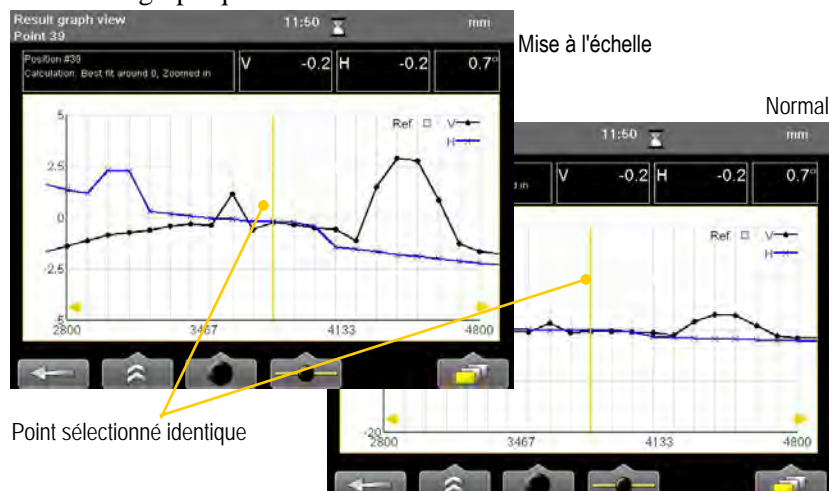 Result graph view 11:50 mm
Point 39
Position #39
Calculation: Best fit around 0, Zoomed in
V -0.2 H -0.2 0.7°
Mise à l'échelle
5
Ref V
H
2.5
0
-2.5
-5
2800 3467 4133 4800
Normal
11:50 mm
d in
V -0.2 H -0.2 0.7°
Ref V
H
-20
2800 3467 4133 4800
Point sélectionné identique